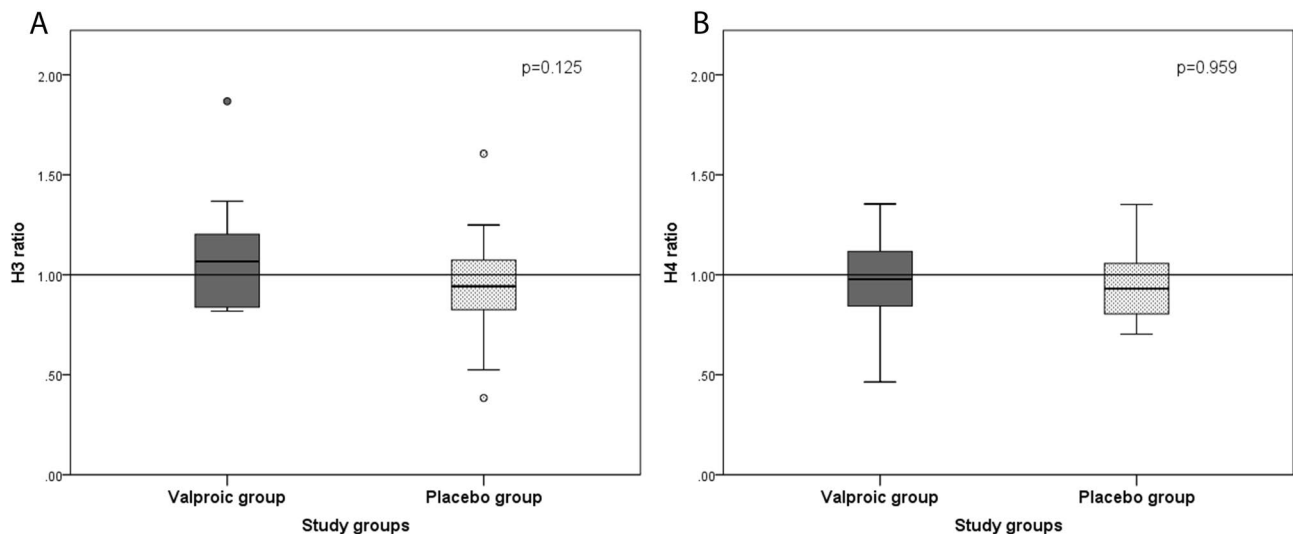 A
p=0.125
2.00
1.50
1.00
.50
.00
H3 ratio
Valproic group
Placebo group
Study groups
B
p=0.959
2.00
1.50
1.00
.50
.00
H4 ratio
Valproic group
Placebo group
Study groups